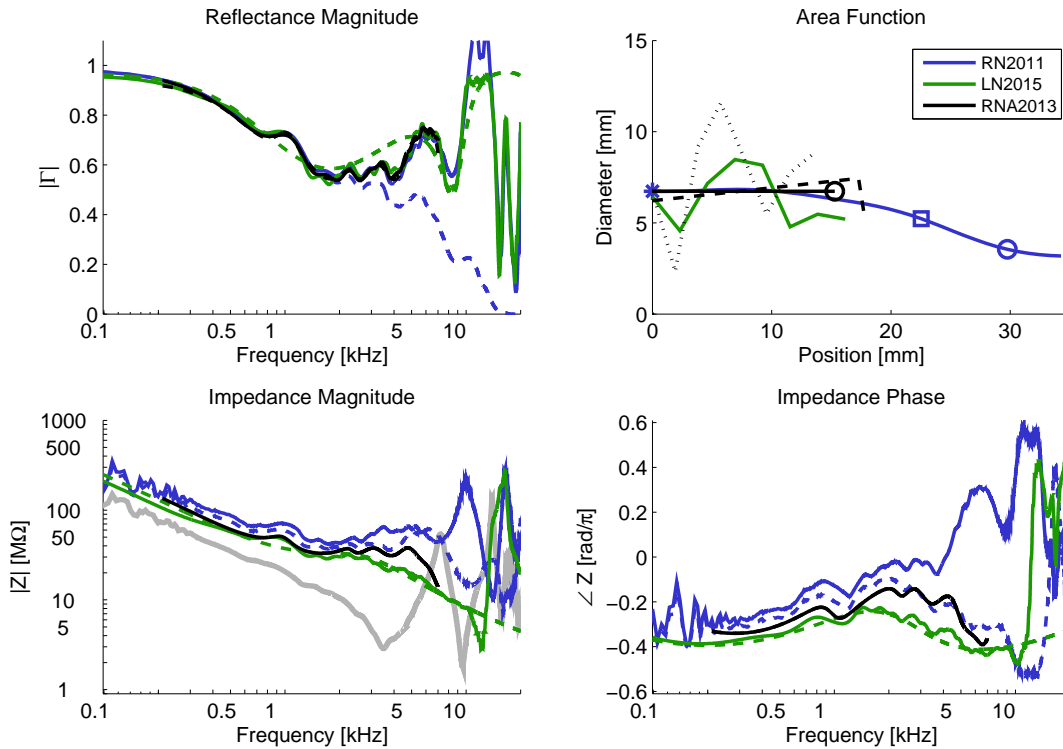 Reflectance Magnitude
|Γ|
1
0.8
0.6
0.4
0.2
0
0.1 0.5 1 5 10
Frequency [kHz]
Area Function
Diameter [mm]
15
10
5
0
0 10 20 30
Position [mm]
RN2011
LN2015
RNA2013
Impedance Magnitude
|Z| [MΩ]
1000
500
100
50
10
5
1
0.1 0.5 1 5 10
Frequency [kHz]
Impedance Phase
∠ Z [rad/π]
0.6
0.4
0.2
0
−0.2
−0.4
−0.6
0.1 0.5 1 5 10
Frequency [kHz]